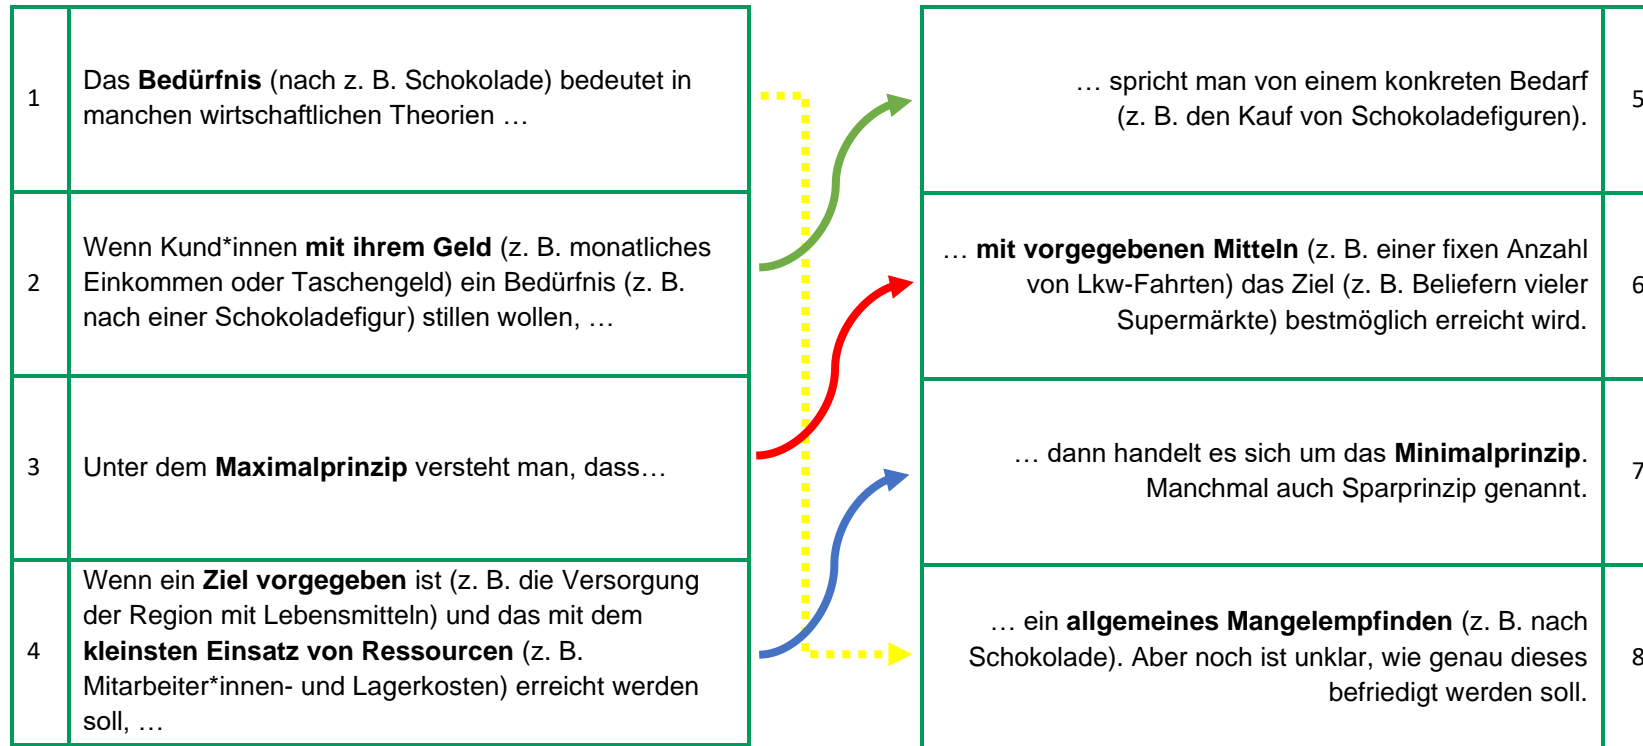 1
Das Bedürfnis (nach z. B. Schokolade) bedeutet in
manchen wirtschaftlichen Theorien …
… spricht man von einem konkreten Bedarf
(z. B. den Kauf von Schokoladefiguren).
5
2
Wenn Kund*innen mit ihrem Geld (z. B. monatliches
Einkommen oder Taschengeld) ein Bedürfnis (z. B.
nach einer Schokoladefigur) stillen wollen, …
… mit vorgegebenen Mitteln (z. B. einer fixen Anzahl
von Lkw-Fahrten) das Ziel (z. B. Beliefern vieler
Supermärkte) bestmöglich erreicht wird.
6
3
Unter dem Maximalprinzip versteht man, dass…
… dann handelt es sich um das Minimalprinzip.
Manchmal auch Sparprinzip genannt.
7
4
Wenn ein Ziel vorgegeben ist (z. B. die Versorgung
der Region mit Lebensmitteln) und das mit dem
kleinsten Einsatz von Ressourcen (z. B.
Mitarbeiter*innen- und Lagerkosten) erreicht werden
soll, …
… ein allgemeines Mangelempfinden (z. B. nach
Schokolade). Aber noch ist unklar, wie genau dieses
befriedigt werden soll.
8